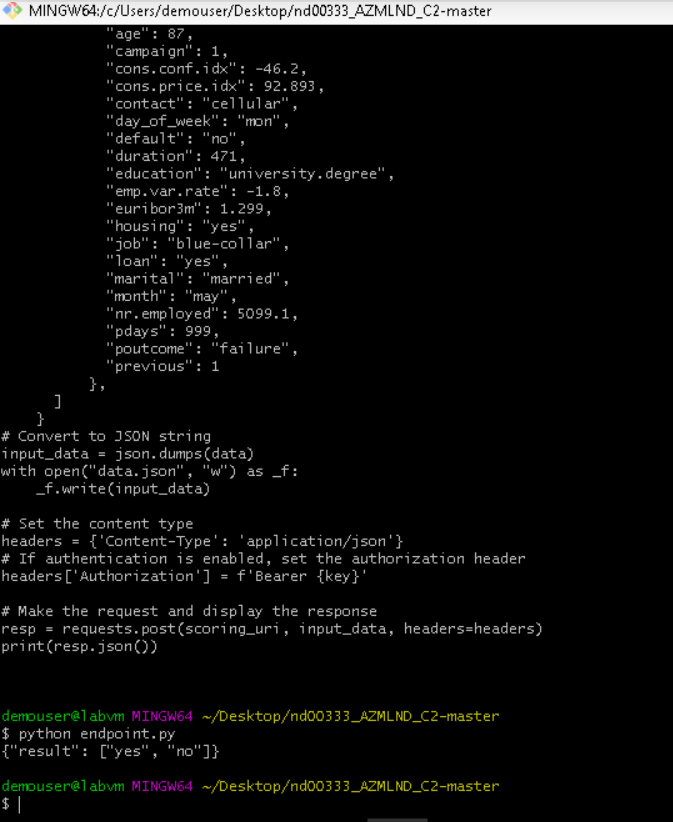 MINGW64:/c/Users/demouser/Desktop/nd00333_AZMLND_C2-master
"age": 87,
"campaign": 1,
"cons.conf.idx": -46.2,
"cons.price.idx": 92.893,
"contact": "cellular",
"day_of_week": "mon",
"default": "no",
"duration": 471,
"education": "university.degree",
"emp.var.rate": -1.8,
"euribor3m": 1.299,
"housing": "yes",
"job": "blue-collar",
"loan": "yes",
"marital": "married",
"month": "may",
"nr.employed": 5099.1,
"pdays": 999,
"poutcome": "failure",
"previous": 1
},
]
}
# Convert to JSON string
input_data = json.dumps(data)
with open("data.json", "w") as _f:
    _f.write(input_data)

# Set the content type
headers = {'Content-Type': 'application/json'}
# If authentication is enabled, set the authorization header
headers['Authorization'] = f'Bearer {key}'

# Make the request and display the response
resp = requests.post(scoring_uri, input_data, headers=headers)
print(resp.json())

demouser@labvm MINGW64 ~/Desktop/nd00333_AZMLND_C2-master
$ python endpoint.py
{"result": ["yes", "no"]}

demouser@labvm MINGW64 ~/Desktop/nd00333_AZMLND_C2-master
$